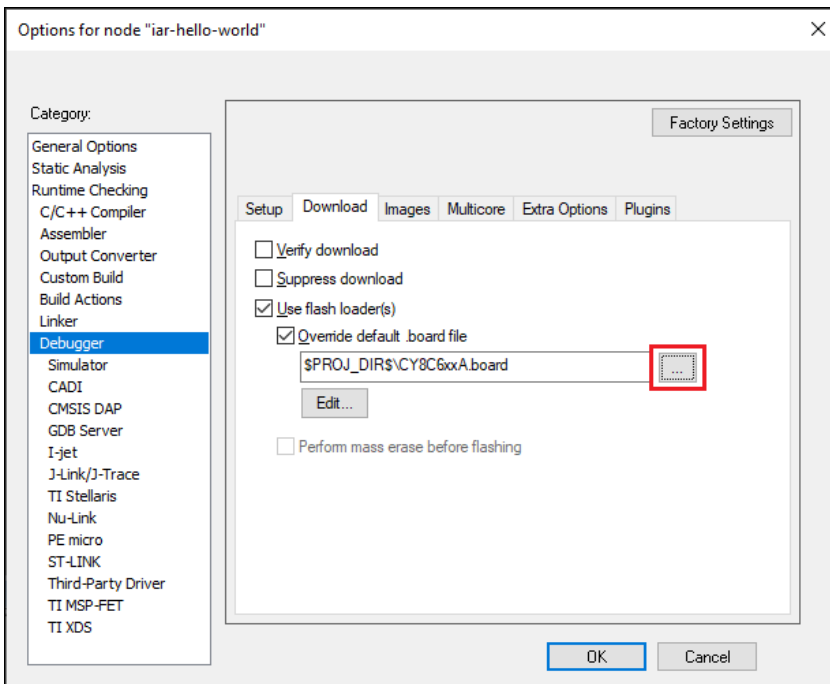 Options for node "iar-hello-world"
Category:
General Options
Static Analysis
Runtime Checking
C/C++ Compiler
Assembler
Output Converter
Custom Build
Build Actions
Linker
Debugger
Simulator
CADI
CMSIS DAP
GDB Server
I-jet
J-Link/J-Trace
TI Stellaris
Nu-Link
PE micro
ST-LINK
Third-Party Driver
TI MSP-FET
TI XDS
Factory Settings
Setup Download Images Multicore Extra Options Plugins
Verify download
Suppress download
Use flash loader(s)
Override default .board file
$PROJ_DIR$\CY8C6xxA.board ...
Edit...
Perform mass erase before flashing
OK Cancel